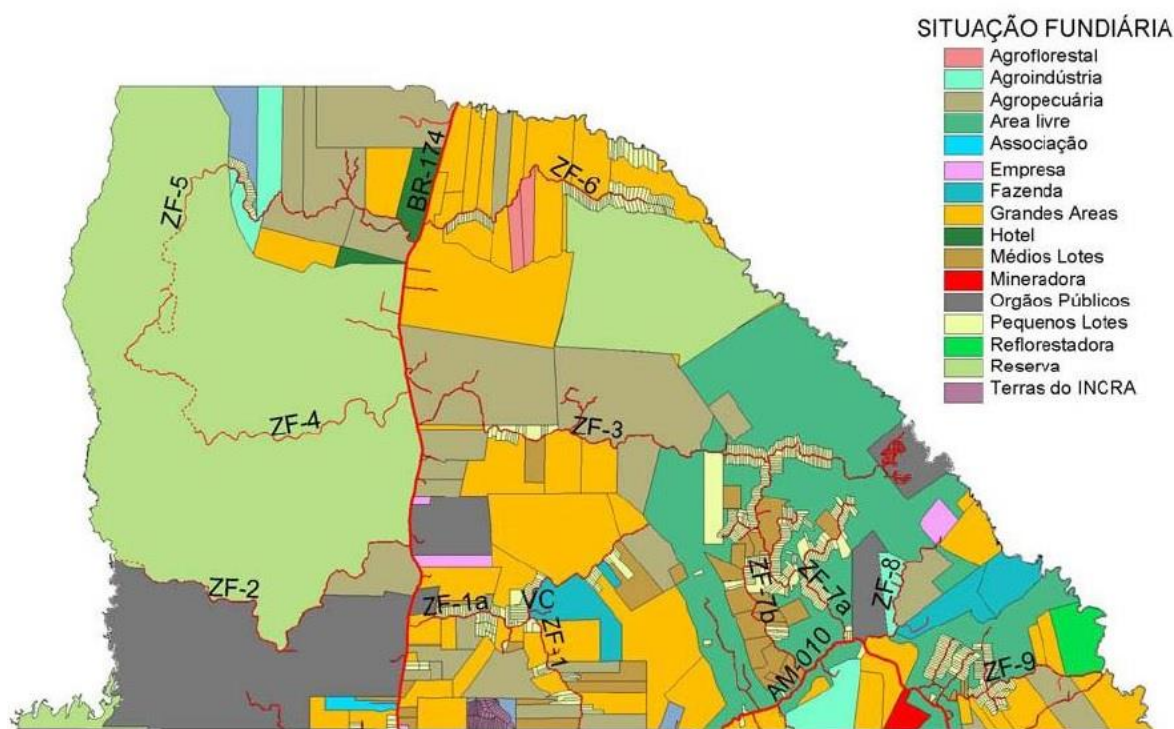 SITUAÇÃO FUNDIÁRIA
Agroflorestal
Agroindústria
Agropecuária
Area livre
Associação
Empresa
Fazenda
Grandes Areas
Hotel
Médios Lotes
Mineradora
Orgãos Públicos
Pequenos Lotes
Reflorestadora
Reserva
Terras do INCRA
BR-174
ZF-6
ZF-5
ZF-4
ZF-3
ZF-2
ZF-1a
VC
ZF-1
ZF-7b
ZF-7a
ZF-8
AM-010
ZF-9